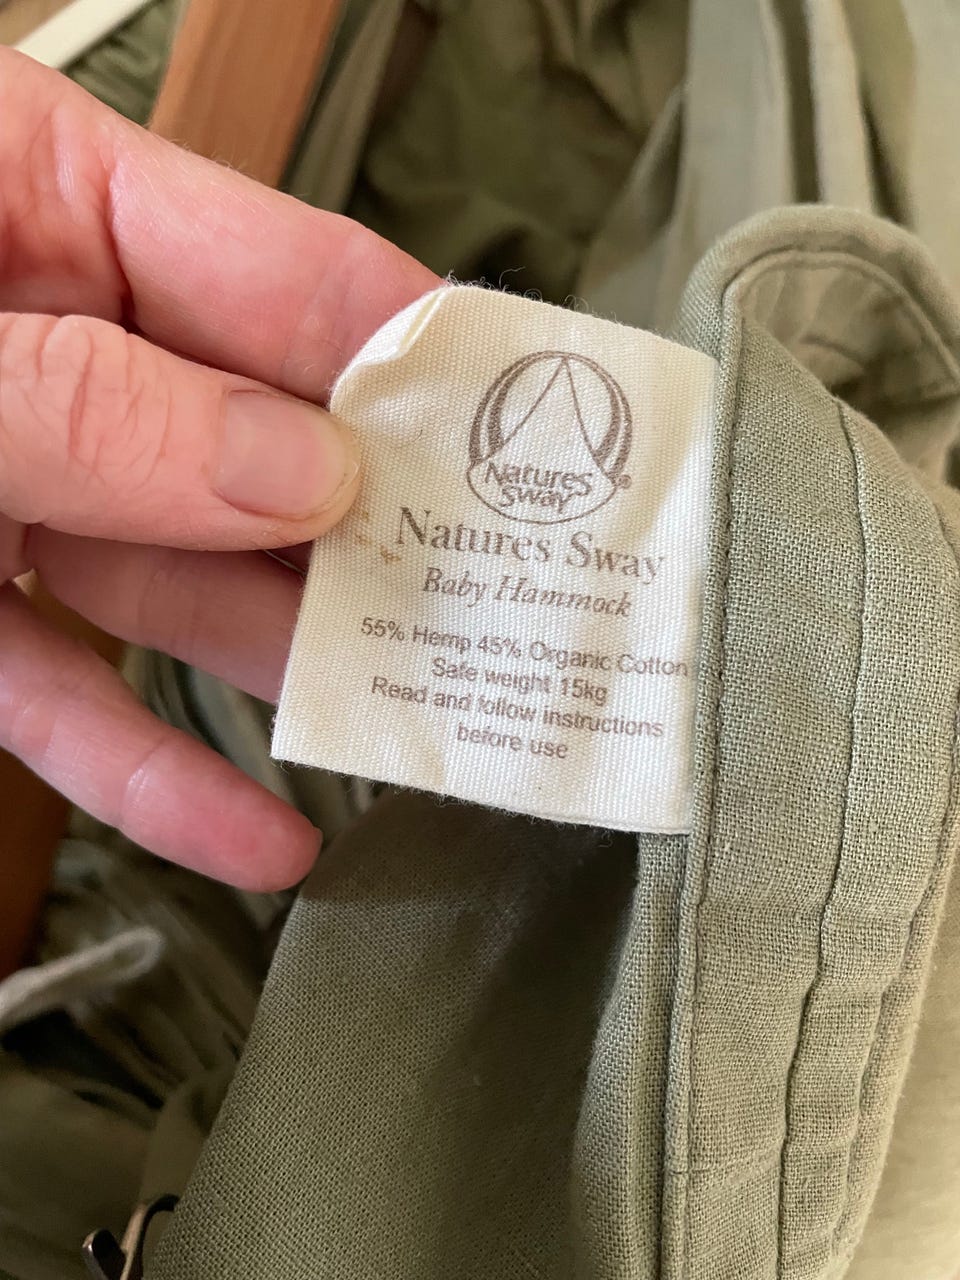 Natures
Sway
®
Natures Sway
Baby Hammock
55% Hemp 45% Organic Cotton
Safe weight 15kg
Read and follow instructions
before use